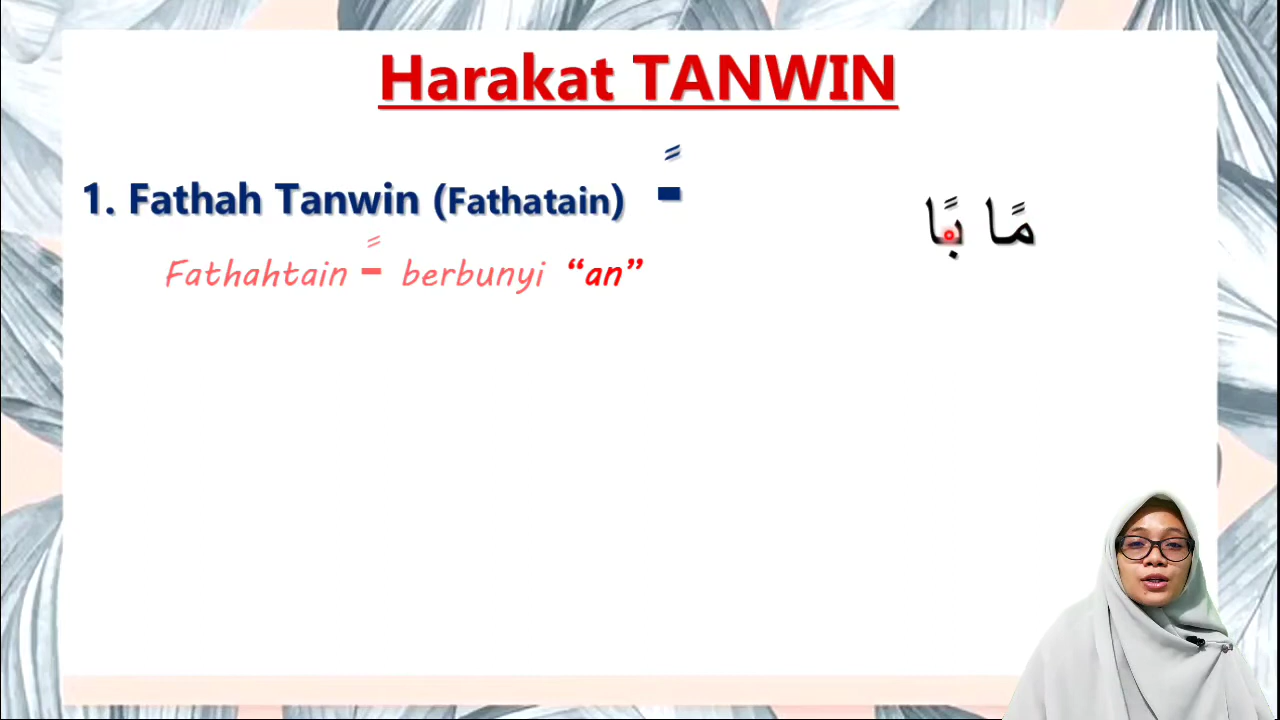 Harakat TANWIN
1. Fathah Tanwin (Fathatain) ـً
Fathahtain ـً berbunyi “an”
مًا بًا